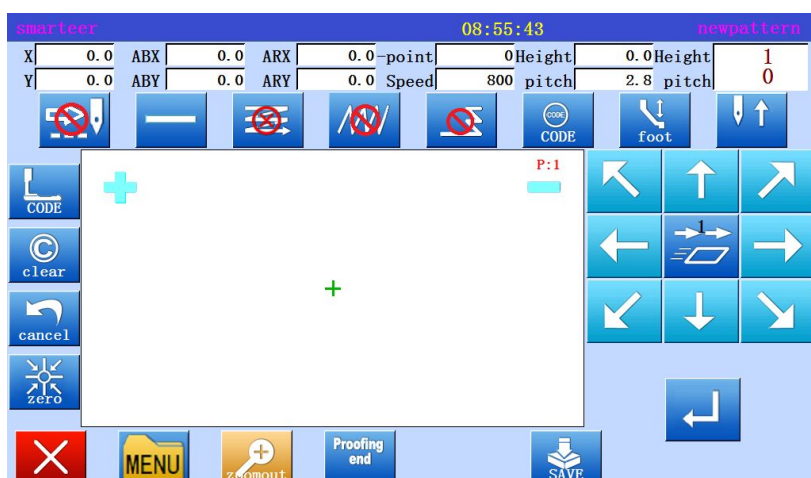 smarteer 08:55:43 newpattern
X 0.0 ABX 0.0 ARX 0.0 -point 0 Height 0.0 Height 1
Y 0.0 ABY 0.0 ARY 0.0 Speed 800 pitch 2.8 pitch 0
CODE
CODE foot
P:1
CODE
1
clear
cancel
zero
MENU
zoomout
Proofing
end
SAVE